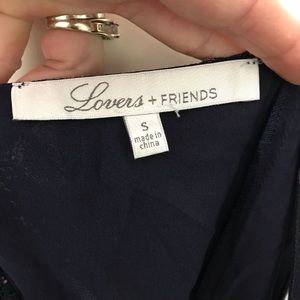 Lovers + FRIENDS
S
made in
china